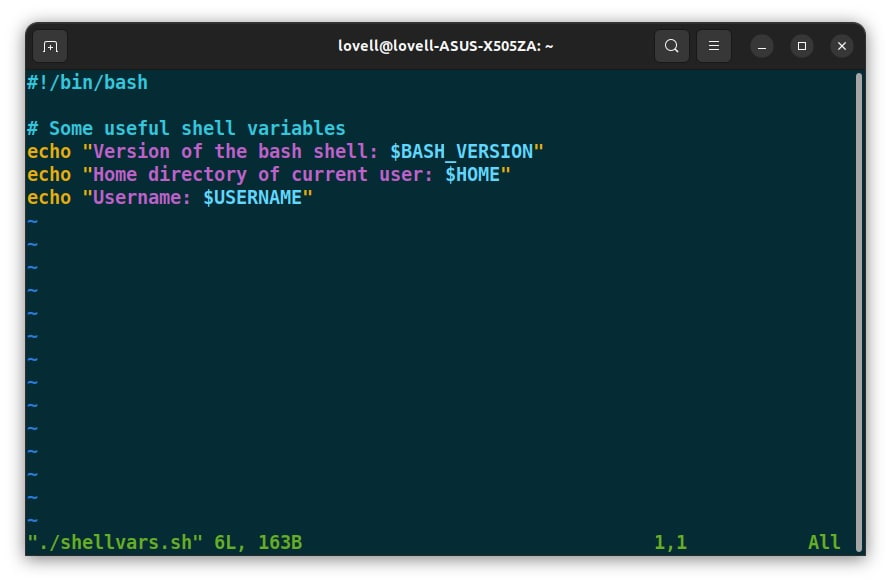 lovell@lovell-ASUS-X505ZA: ~
#!/bin/bash
# Some useful shell variables
echo "Version of the bash shell: $BASH_VERSION"
echo "Home directory of current user: $HOME"
echo "Username: $USERNAME"
~
~
~
~
~
~
~
~
~
~
~
~
~
~
"./shellvars.sh" 6L, 163B 1,1 All